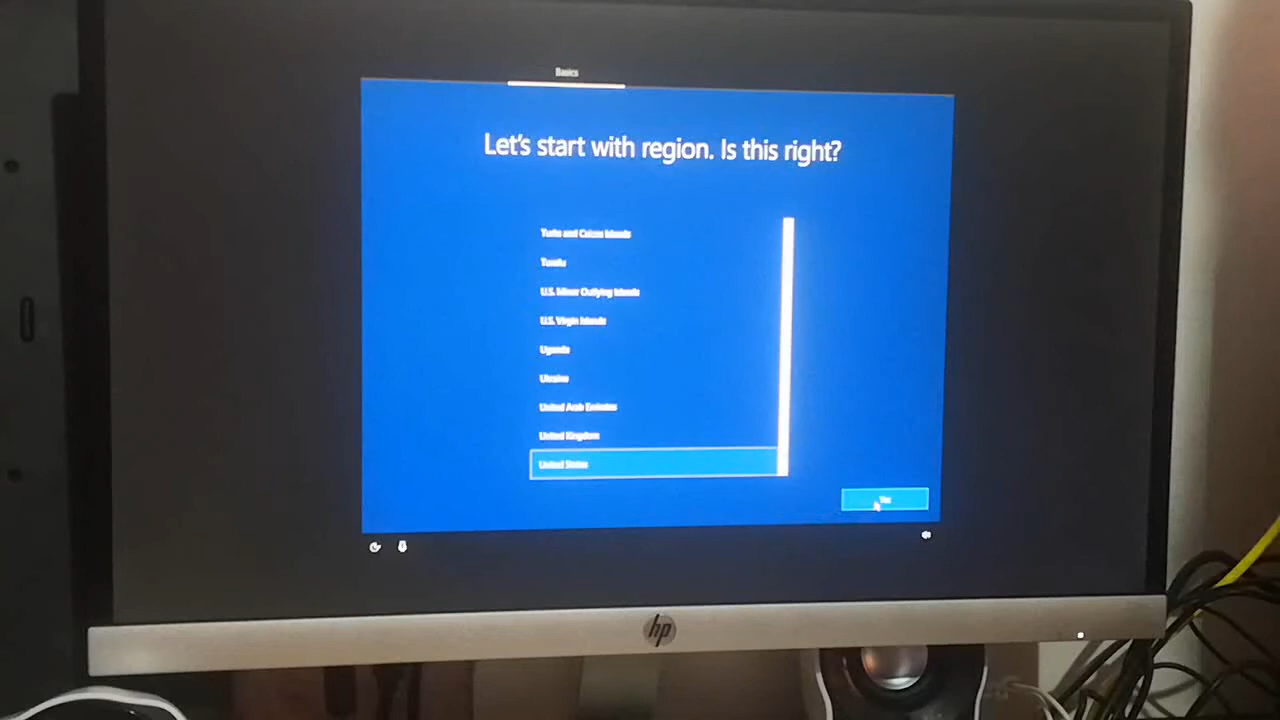 Basics
Let's start with region. Is this right?
Turks and Caicos Islands
Tuvalu
U.S. Minor Outlying Islands
U.S. Virgin Islands
Uganda
Ukraine
United Arab Emirates
United Kingdom
United States
Yes
hp